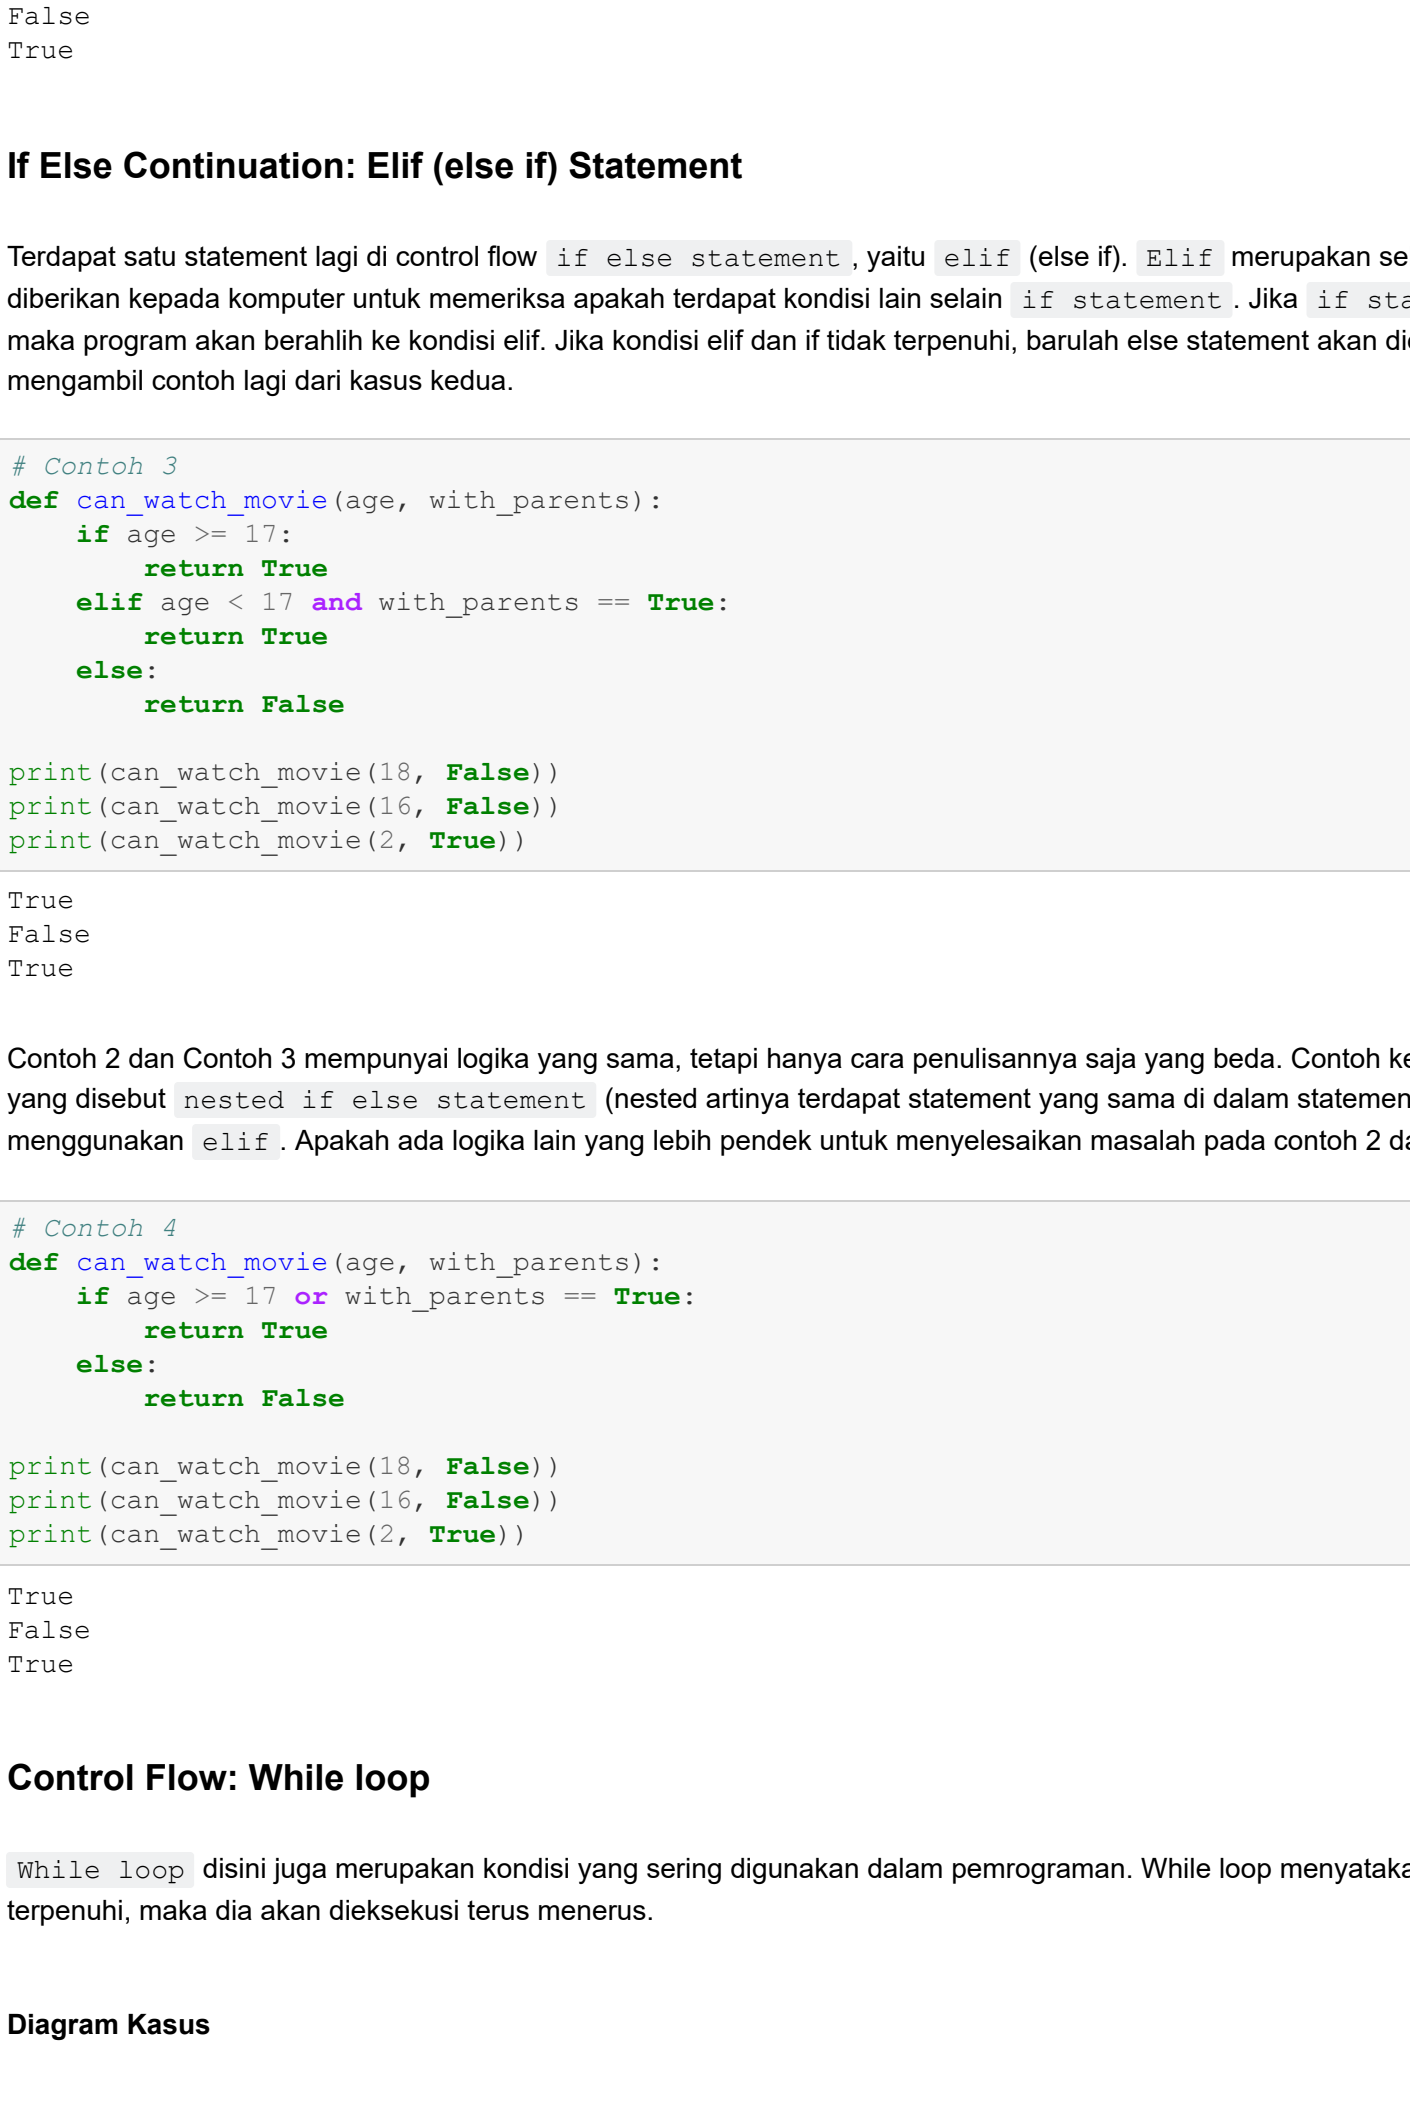 False
True
If Else Continuation: Elif (else if) Statement
Terdapat satu statement lagi di control flow if else statement, yaitu elif (else if). Elif merupakan se
diberikan kepada komputer untuk memeriksa apakah terdapat kondisi lain selain if statement. Jika if sta
maka program akan berahlih ke kondisi elif. Jika kondisi elif dan if tidak terpenuhi, barulah else statement akan di
mengambil contoh lagi dari kasus kedua.
# Contoh 3
def can_watch_movie(age, with_parents):
    if age >= 17:
        return True
    elif age < 17 and with_parents == True:
        return True
    else:
        return False
print(can_watch_movie(18, False))
print(can_watch_movie(16, False))
print(can_watch_movie(2, True))
True
False
True
Contoh 2 dan Contoh 3 mempunyai logika yang sama, tetapi hanya cara penulisannya saja yang beda. Contoh ke
yang disebut nested if else statement (nested artinya terdapat statement yang sama di dalam statemen
menggunakan elif. Apakah ada logika lain yang lebih pendek untuk menyelesaikan masalah pada contoh 2 da
# Contoh 4
def can_watch_movie(age, with_parents):
    if age >= 17 or with_parents == True:
        return True
    else:
        return False
print(can_watch_movie(18, False))
print(can_watch_movie(16, False))
print(can_watch_movie(2, True))
True
False
True
Control Flow: While loop
While loop disini juga merupakan kondisi yang sering digunakan dalam pemrograman. While loop menyataka
terpenuhi, maka dia akan dieksekusi terus menerus.
Diagram Kasus